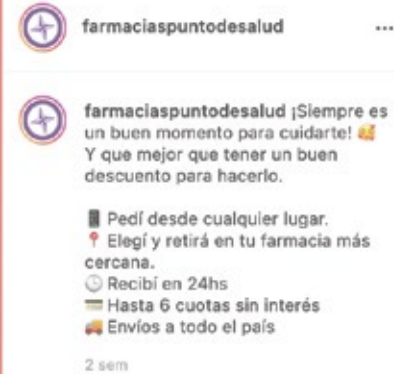 farmaciaspuntodesalud
farmaciaspuntodesalud ¡Siempre es
un buen momento para cuidarte! 🥰
Y que mejor que tener un buen
descuento para hacerlo.
📱 Pedí desde cualquier lugar.
📍 Elegí y retirá en tu farmacia más
cercana.
🕒 Recibí en 24hs
💳 Hasta 6 cuotas sin interés
🚚 Envíos a todo el país
2 sem